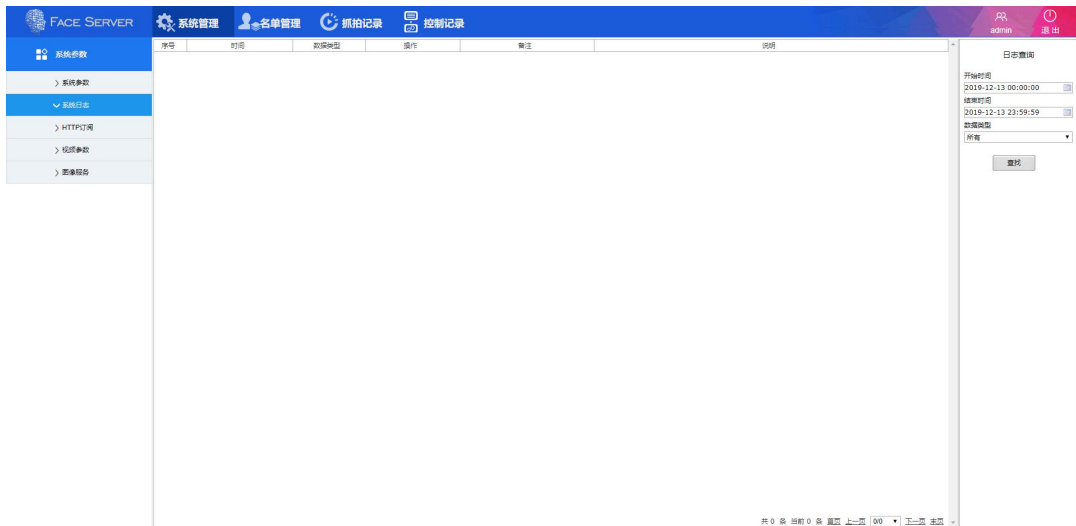 FACE SERVER
系统管理
名单管理
抓拍记录
控制记录
admin
退出
系统参数
序号 时间 数据类型 操作 备注 说明
日志查询
系统参数
系统日志
HTTP订阅
视频参数
图像服务
开始时间
2019-12-13 00:00:00
结束时间
2019-12-13 23:59:59
数据类型
所有
查找
共 0 条 当前 0 条 首页 上一页 0/0 下一页 末页